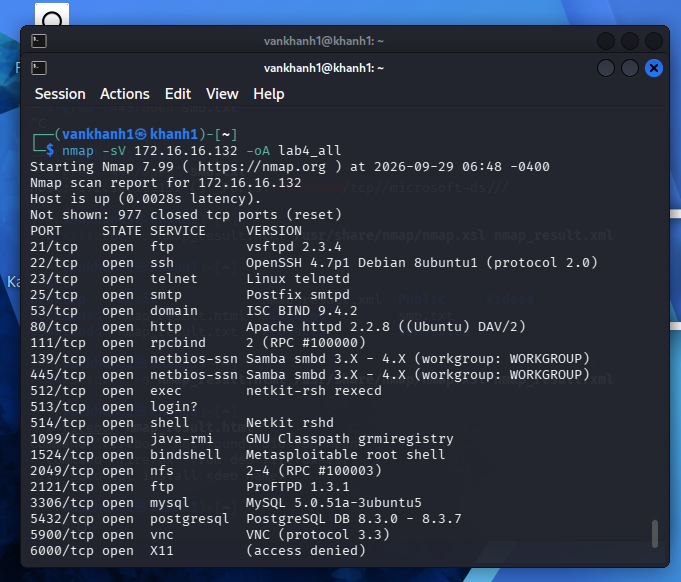 vankhanh1@khanh1: ~
vankhanh1@khanh1: ~
Session Actions Edit View Help
┌──(vankhanh1㉿khanh1)-[~]
└─$ nmap -sV 172.16.16.132 -oA lab4_all
Starting Nmap 7.99 ( https://nmap.org ) at 2026-09-29 06:48 -0400
Nmap scan report for 172.16.16.132
Host is up (0.0028s latency).
Not shown: 977 closed tcp ports (reset)
PORT STATE SERVICE VERSION
21/tcp open ftp vsftpd 2.3.4
22/tcp open ssh OpenSSH 4.7p1 Debian 8ubuntu1 (protocol 2.0)
23/tcp open telnet Linux telnetd
25/tcp open smtp Postfix smtpd
53/tcp open domain ISC BIND 9.4.2
80/tcp open http Apache httpd 2.2.8 ((Ubuntu) DAV/2)
111/tcp open rpcbind 2 (RPC #100000)
139/tcp open netbios-ssn Samba smbd 3.X - 4.X (workgroup: WORKGROUP)
445/tcp open netbios-ssn Samba smbd 3.X - 4.X (workgroup: WORKGROUP)
512/tcp open exec netkit-rsh rexecd
513/tcp open login?
514/tcp open shell Netkit rshd
1099/tcp open java-rmi GNU Classpath grmiregistry
1524/tcp open bindshell Metasploitable root shell
2049/tcp open nfs 2-4 (RPC #100003)
2121/tcp open ftp ProFTPD 1.3.1
3306/tcp open mysql MySQL 5.0.51a-3ubuntu5
5432/tcp open postgresql PostgreSQL DB 8.3.0 - 8.3.7
5900/tcp open vnc VNC (protocol 3.3)
6000/tcp open X11 (access denied)